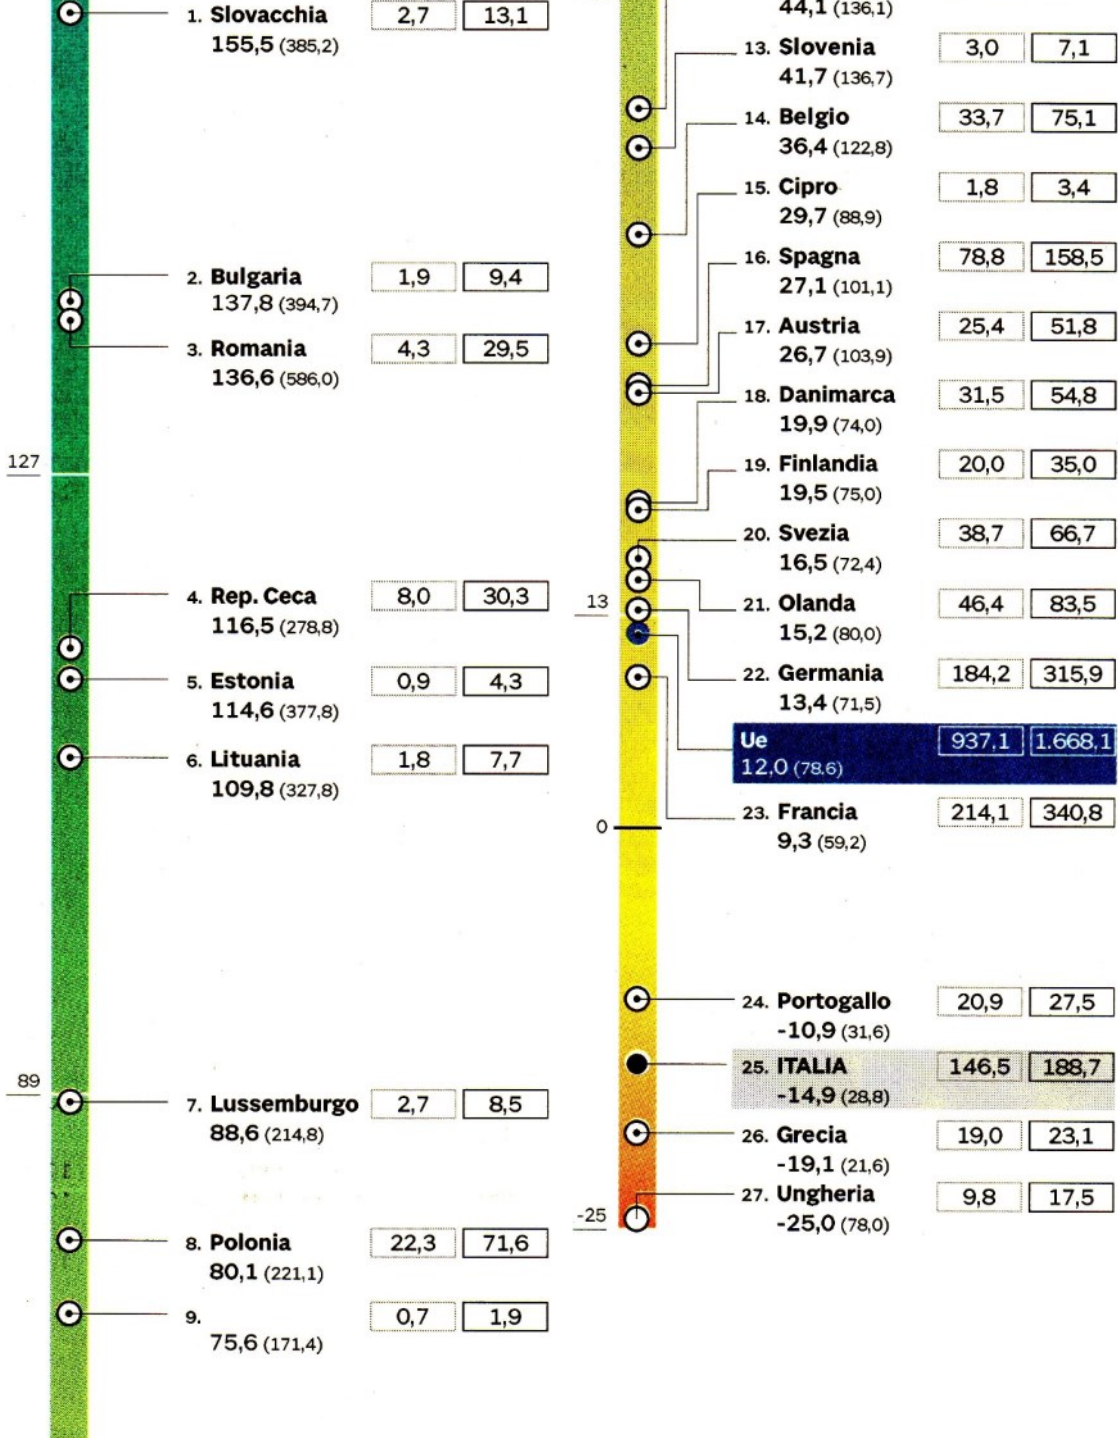 1. Slovacchia 2,7 13,1
155,5 (385,2)
2. Bulgaria 1,9 9,4
137,8 (394,7)
3. Romania 4,3 29,5
136,6 (586,0)
127
4. Rep. Ceca 8,0 30,3
116,5 (278,8)
5. Estonia 0,9 4,3
114,6 (377,8)
6. Lituania 1,8 7,7
109,8 (327,8)
89
7. Lussemburgo 2,7 8,5
88,6 (214,8)
8. Polonia 22,3 71,6
80,1 (221,1)
9. 0,7 1,9
75,6 (171,4)
44,1 (136,1)
13. Slovenia 3,0 7,1
41,7 (136,7)
14. Belgio 33,7 75,1
36,4 (122,8)
15. Cipro 1,8 3,4
29,7 (88,9)
16. Spagna 78,8 158,5
27,1 (101,1)
17. Austria 25,4 51,8
26,7 (103,9)
18. Danimarca 31,5 54,8
19,9 (74,0)
19. Finlandia 20,0 35,0
19,5 (75,0)
20. Svezia 38,7 66,7
16,5 (72,4)
13
21. Olanda 46,4 83,5
15,2 (80,0)
22. Germania 184,2 315,9
13,4 (71,5)
Ue 937,1 1.668,1
12,0 (78,6)
0
23. Francia 214,1 340,8
9,3 (59,2)
24. Portogallo 20,9 27,5
-10,9 (31,6)
25. ITALIA 146,5 188,7
-14,9 (28,8)
26. Grecia 19,0 23,1
-19,1 (21,6)
27. Ungheria 9,8 17,5
-25
-25,0 (78,0)